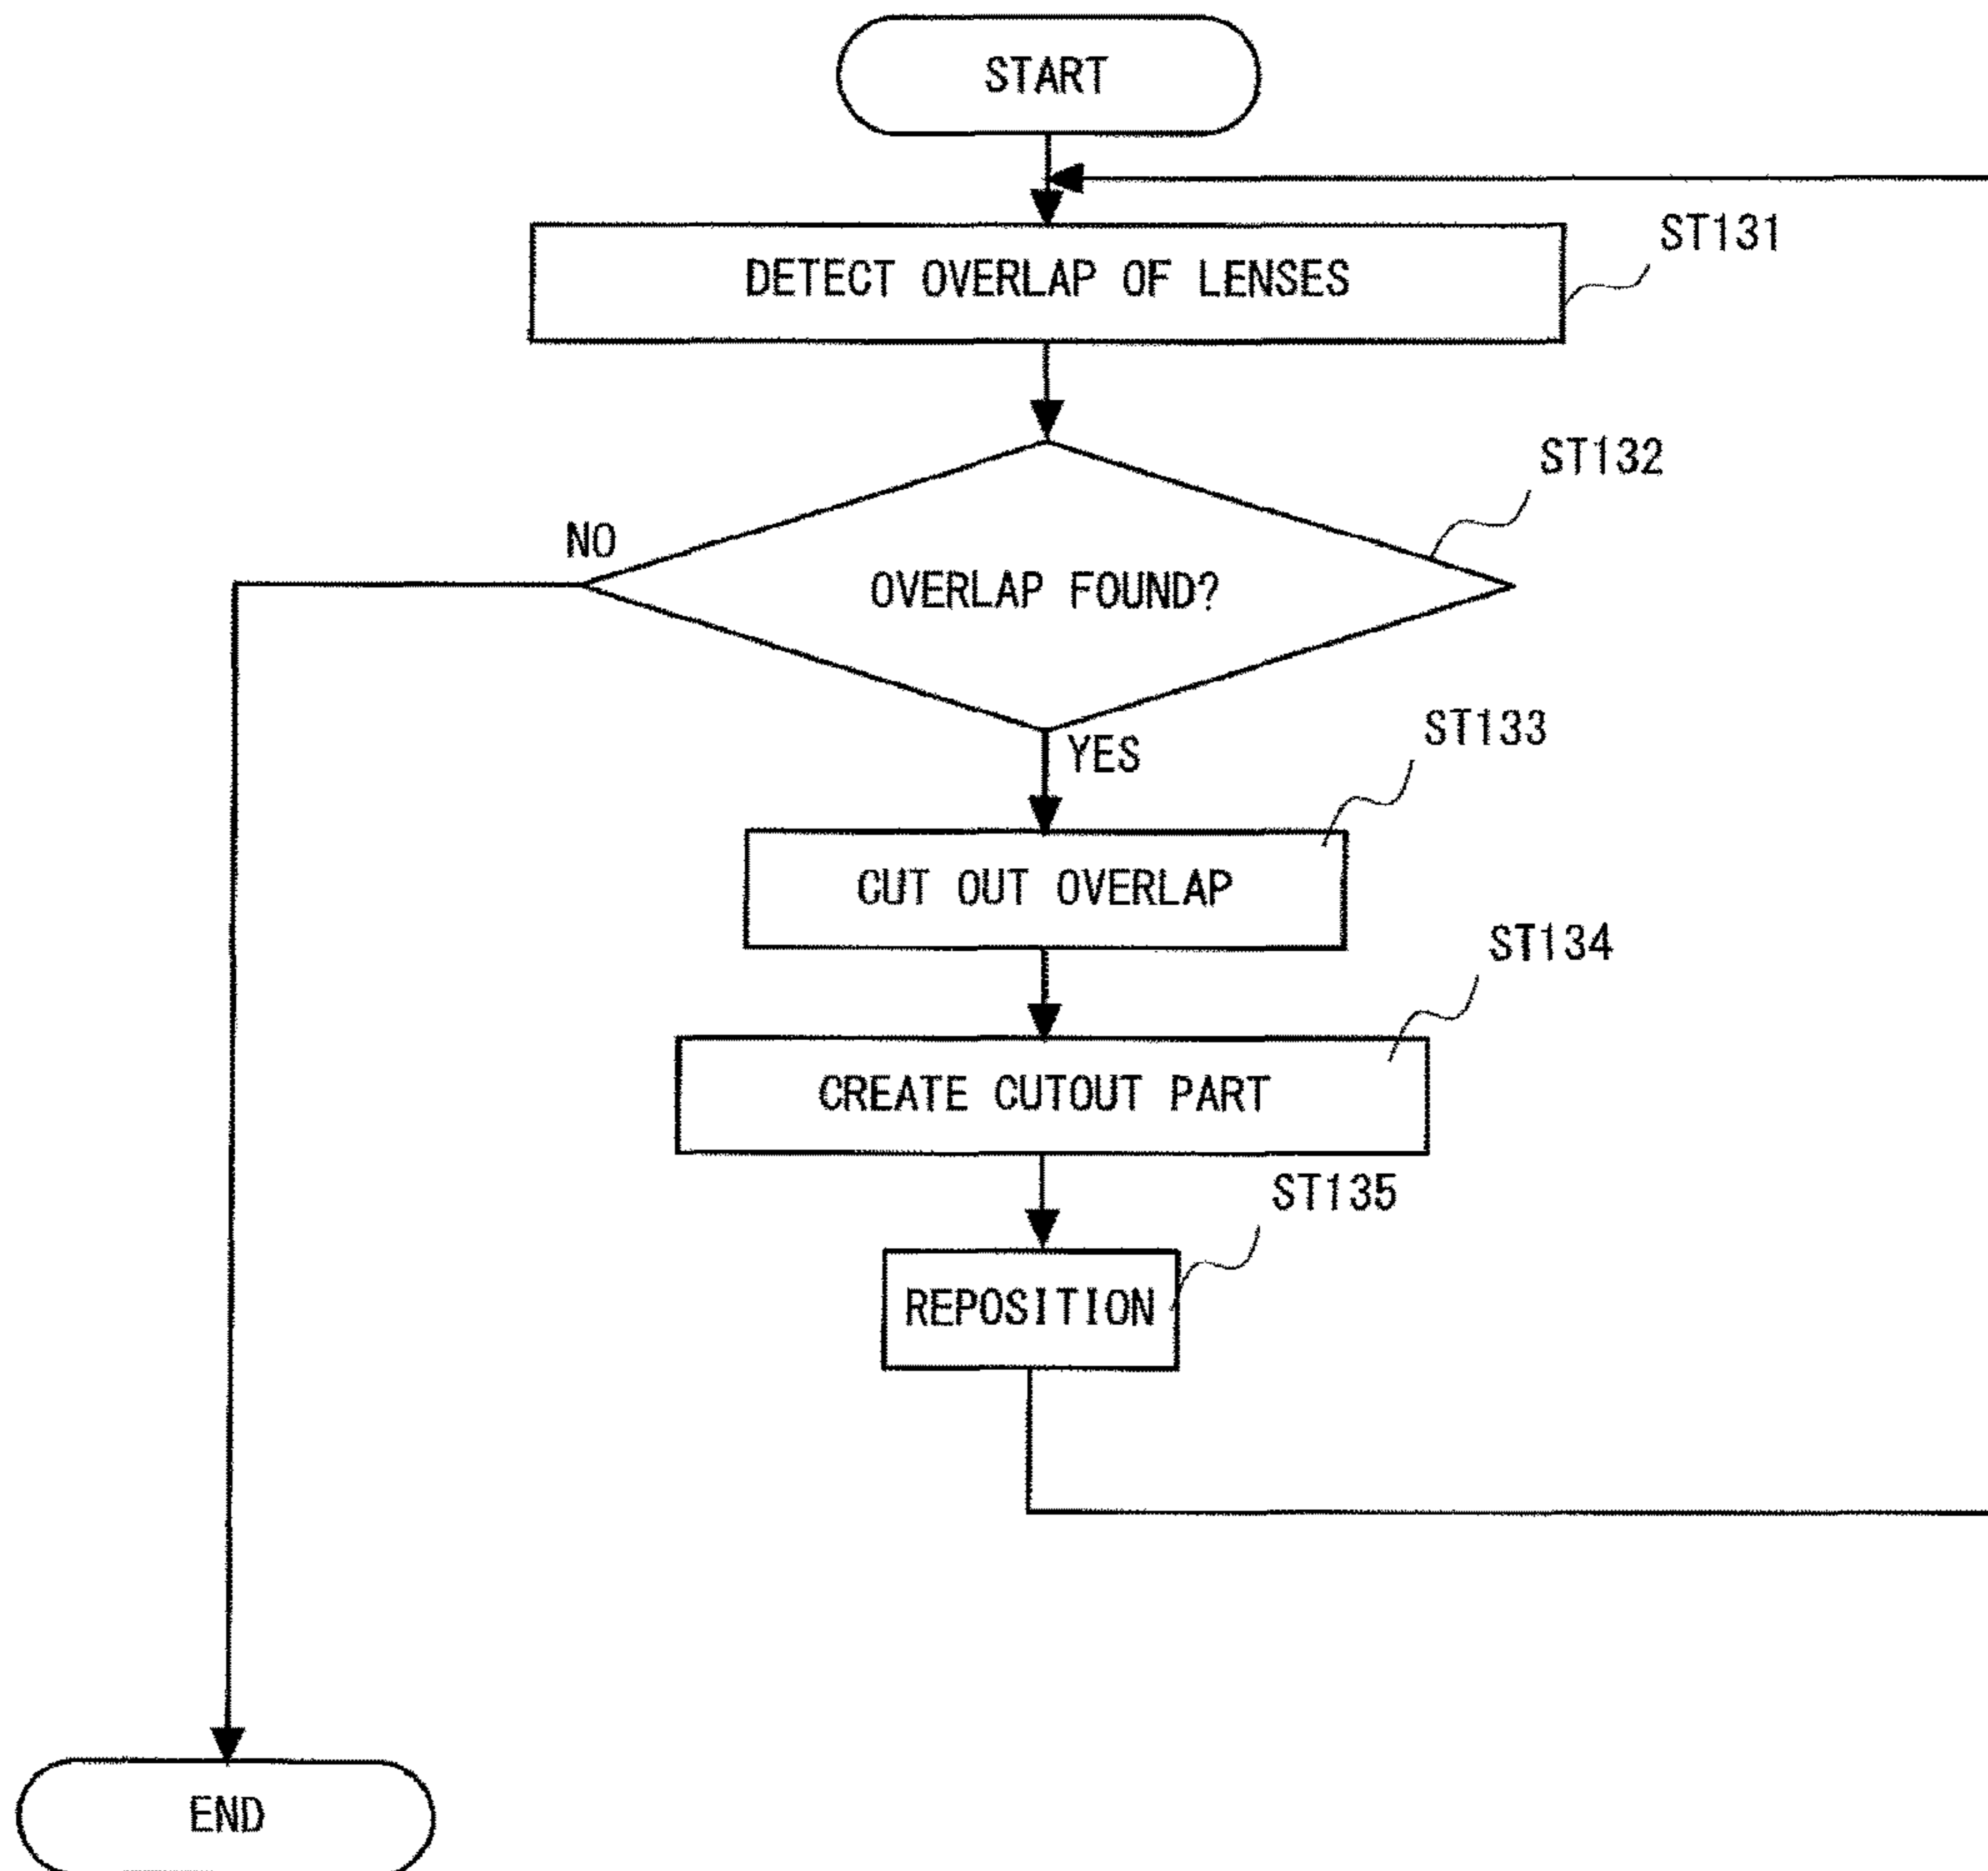 START
ST131
DETECT OVERLAP OF LENSES
ST132
NO
OVERLAP FOUND?
YES
ST133
CUT OUT OVERLAP
ST134
CREATE CUTOUT PART
ST135
REPOSITION
END